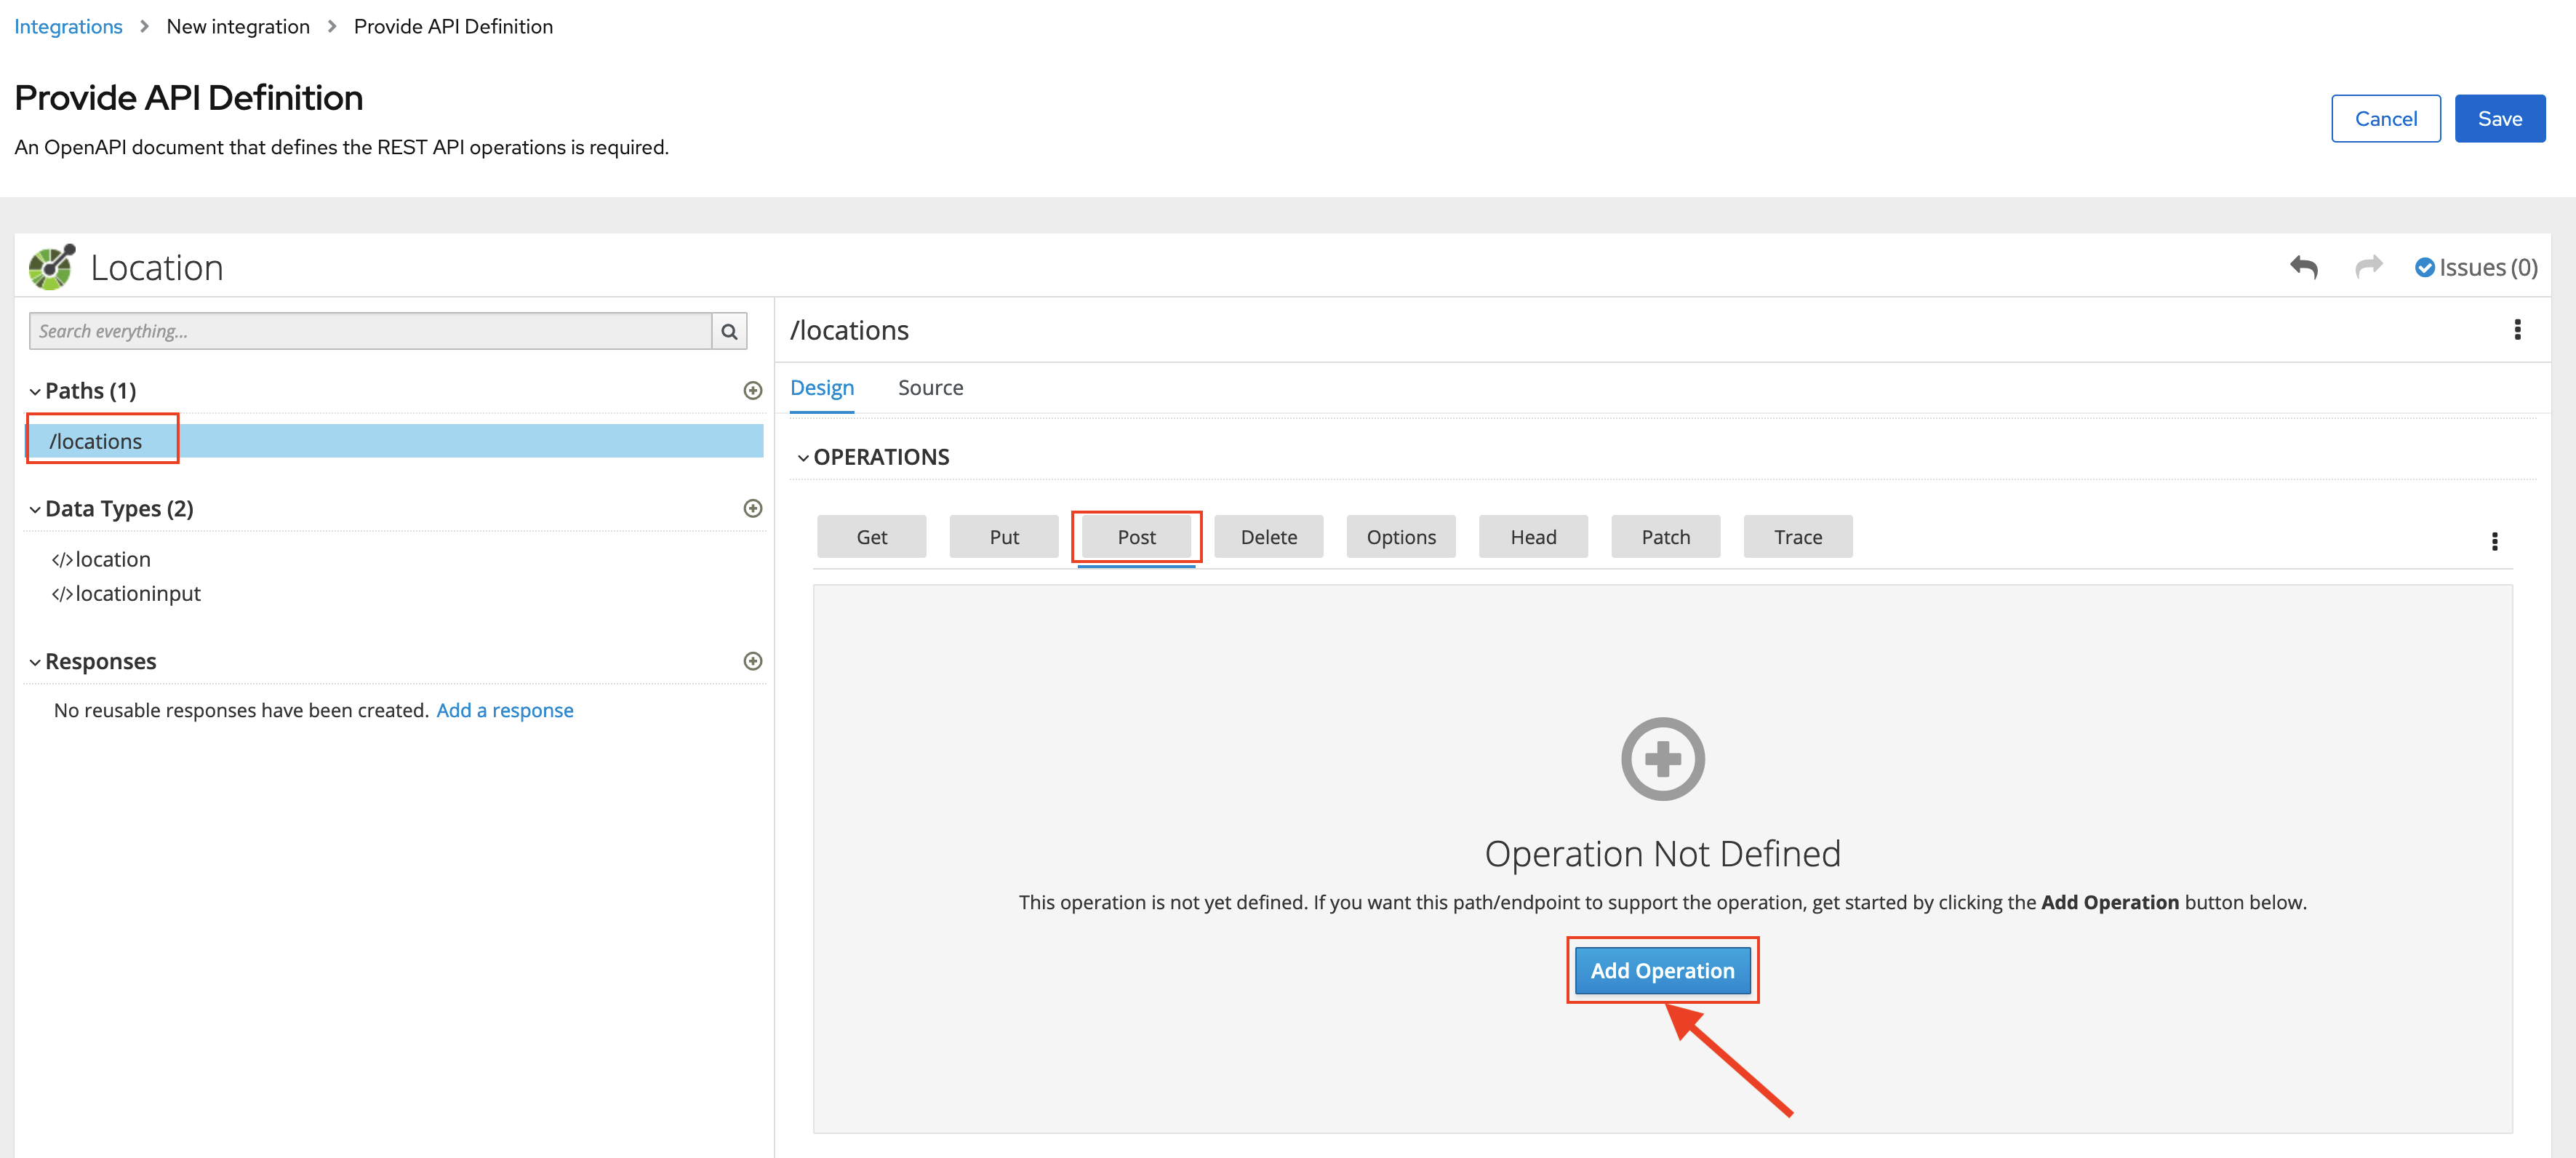 Integrations > New integration > Provide API Definition
Provide API Definition
Cancel Save
An OpenAPI document that defines the REST API operations is required.
Location
Issues (0)
Search everything...
Paths (1)
/locations
Data Types (2)
</>location
</>locationinput
Responses
No reusable responses have been created. Add a response
/locations
Design Source
OPERATIONS
Get Put Post Delete Options Head Patch Trace
Operation Not Defined
This operation is not yet defined. If you want this path/endpoint to support the operation, get started by clicking the Add Operation button below.
Add Operation